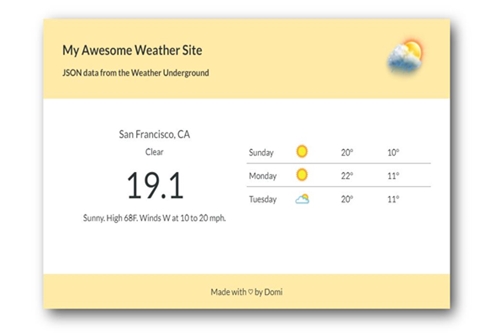 My Awesome Weather Site
JSON data from the Weather Underground
San Francisco, CA
Clear
19.1
Sunny. High 68F. Winds W at 10 to 20 mph.
Sunday 20° 10°
Monday 22° 11°
Tuesday 20° 11°
Made with ♡ by Domi